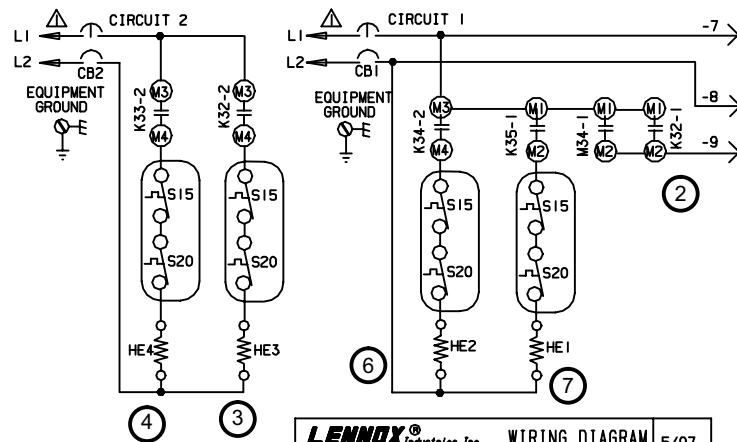 CIRCUIT 2
L1
L2
CB2
EQUIPMENT
GROUND
M3
K33-2
M4
M3
K32-2
M4
S15
S20
S15
S20
HE4
HE3
4
3
CIRCUIT 1
L1
L2
CB1
EQUIPMENT
GROUND
-7
-8
-9
M3
K34-2
M4
M1
K35-1
M2
M1
M34-1
M2
M1
K32-1
M2
2
S15
S20
S15
S20
HE2
HE1
6
7
LENNOX® Industries Inc. WIRING DIAGRAM 5/97